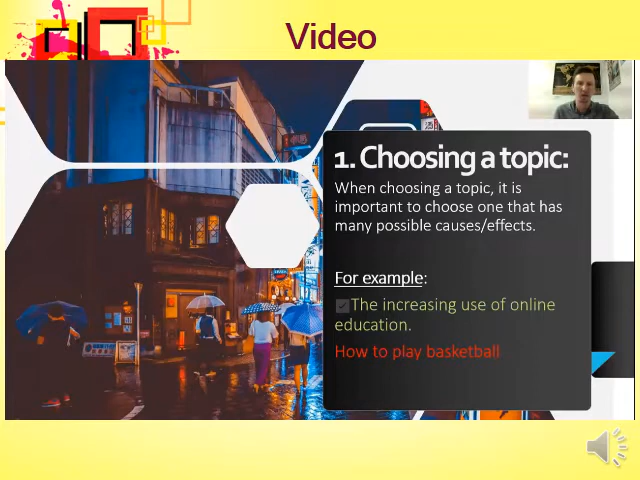 Video
1. Choosing a topic:
When choosing a topic, it is
important to choose one that has
many possible causes/effects.
For example:
The increasing use of online
education.
How to play basketball